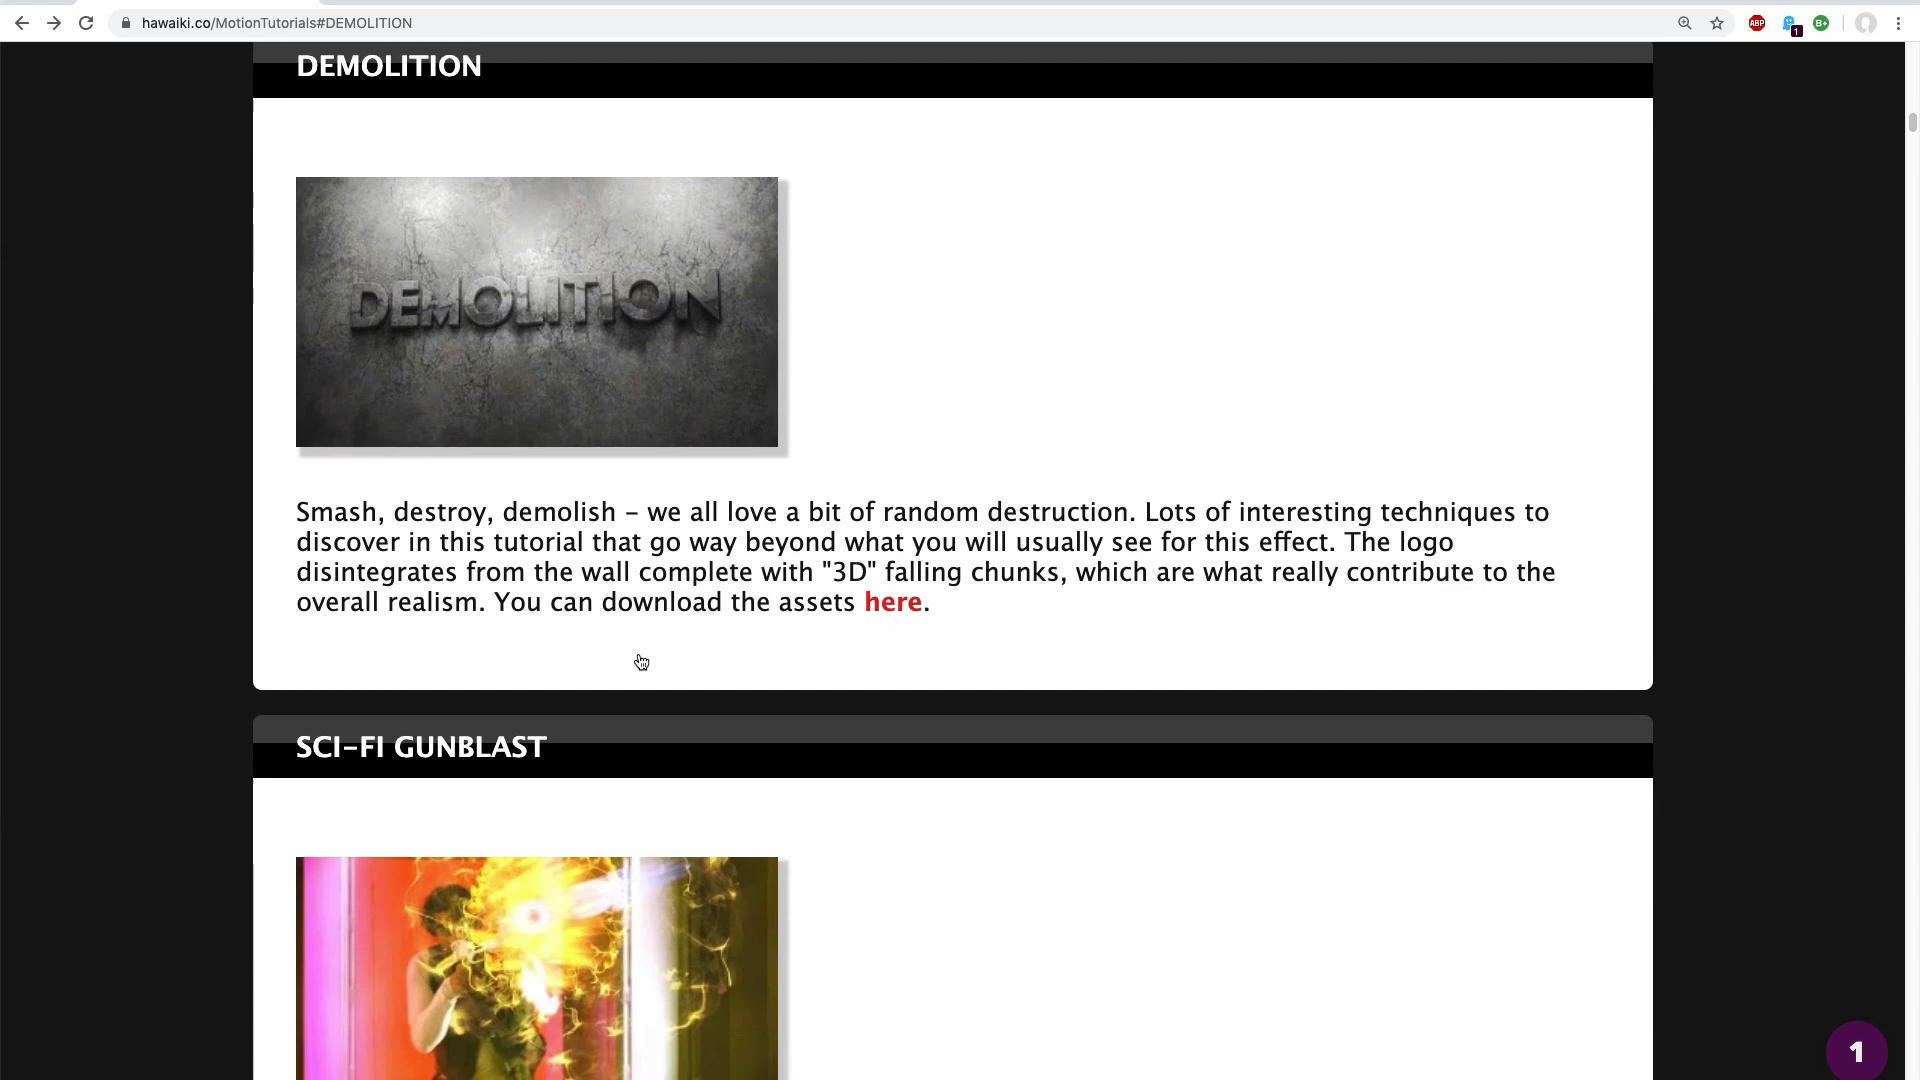 hawaiki.co/MotionTutorials#DEMOLITION
ABP
1
B+
DEMOLITION
DEMOLITION
Smash, destroy, demolish – we all love a bit of random destruction. Lots of interesting techniques to
discover in this tutorial that go way beyond what you will usually see for this effect. The logo
disintegrates from the wall complete with "3D" falling chunks, which are what really contribute to the
overall realism. You can download the assets here.
SCI-FI GUNBLAST
1